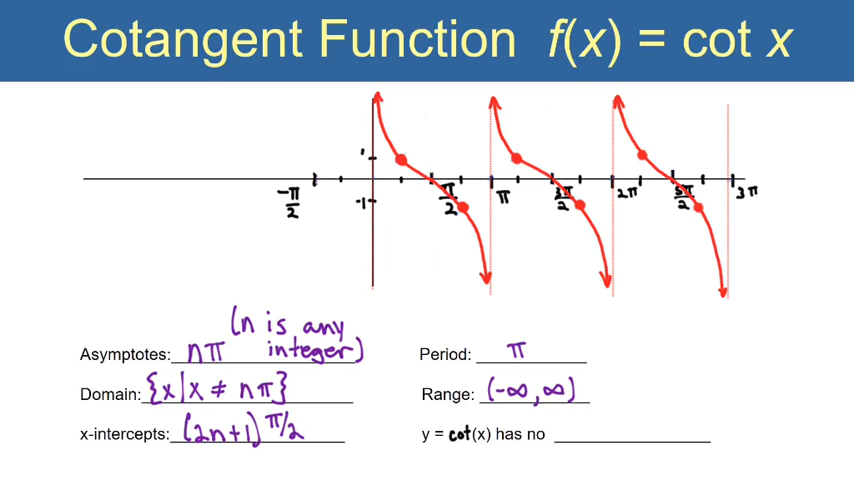 Cotangent Function f(x) = cot x
1
-1
-π/2
π/2
π
3π/2
2π
5π/2
3π
(n is any
Asymptotes: nπ integer)
Period: π
Domain: {x|x ≠ nπ}
Range: (-∞, ∞)
x-intercepts: (2n+1) π/2
y = cot(x) has no